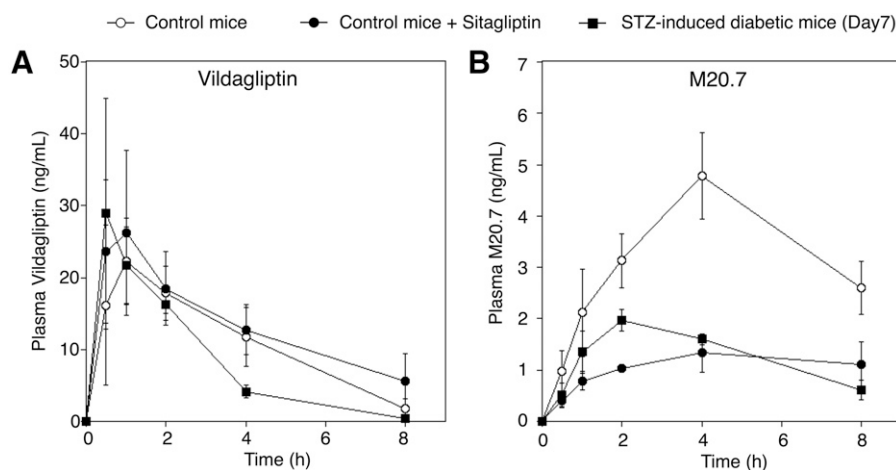 Control mice
Control mice + Sitagliptin
STZ-induced diabetic mice (Day7)
A
Vildagliptin
Plasma Vildagliptin (ng/mL)
50
40
30
20
10
0
0 2 4 6 8
Time (h)
B
M20.7
Plasma M20.7 (ng/mL)
7
6
5
4
3
2
1
0
0 2 4 6 8
Time (h)